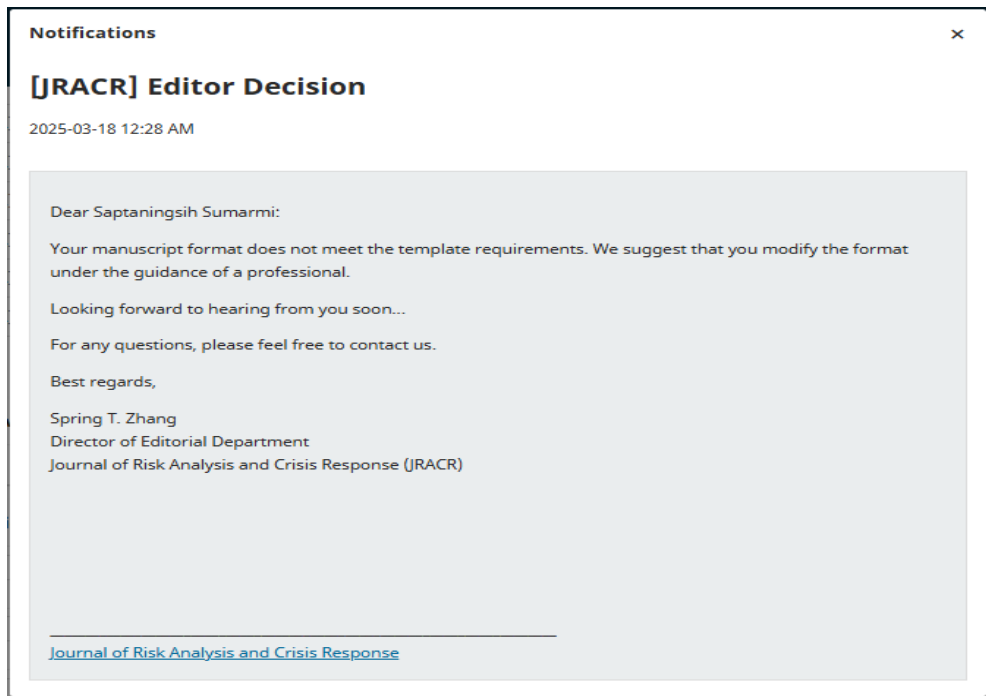 Notifications ×
[JRACR] Editor Decision
2025-03-18 12:28 AM
Dear Saptaningsih Sumarmi:
Your manuscript format does not meet the template requirements. We suggest that you modify the format
under the guidance of a professional.
Looking forward to hearing from you soon...
For any questions, please feel free to contact us.
Best regards,
Spring T. Zhang
Director of Editorial Department
Journal of Risk Analysis and Crisis Response (JRACR)
Journal of Risk Analysis and Crisis Response